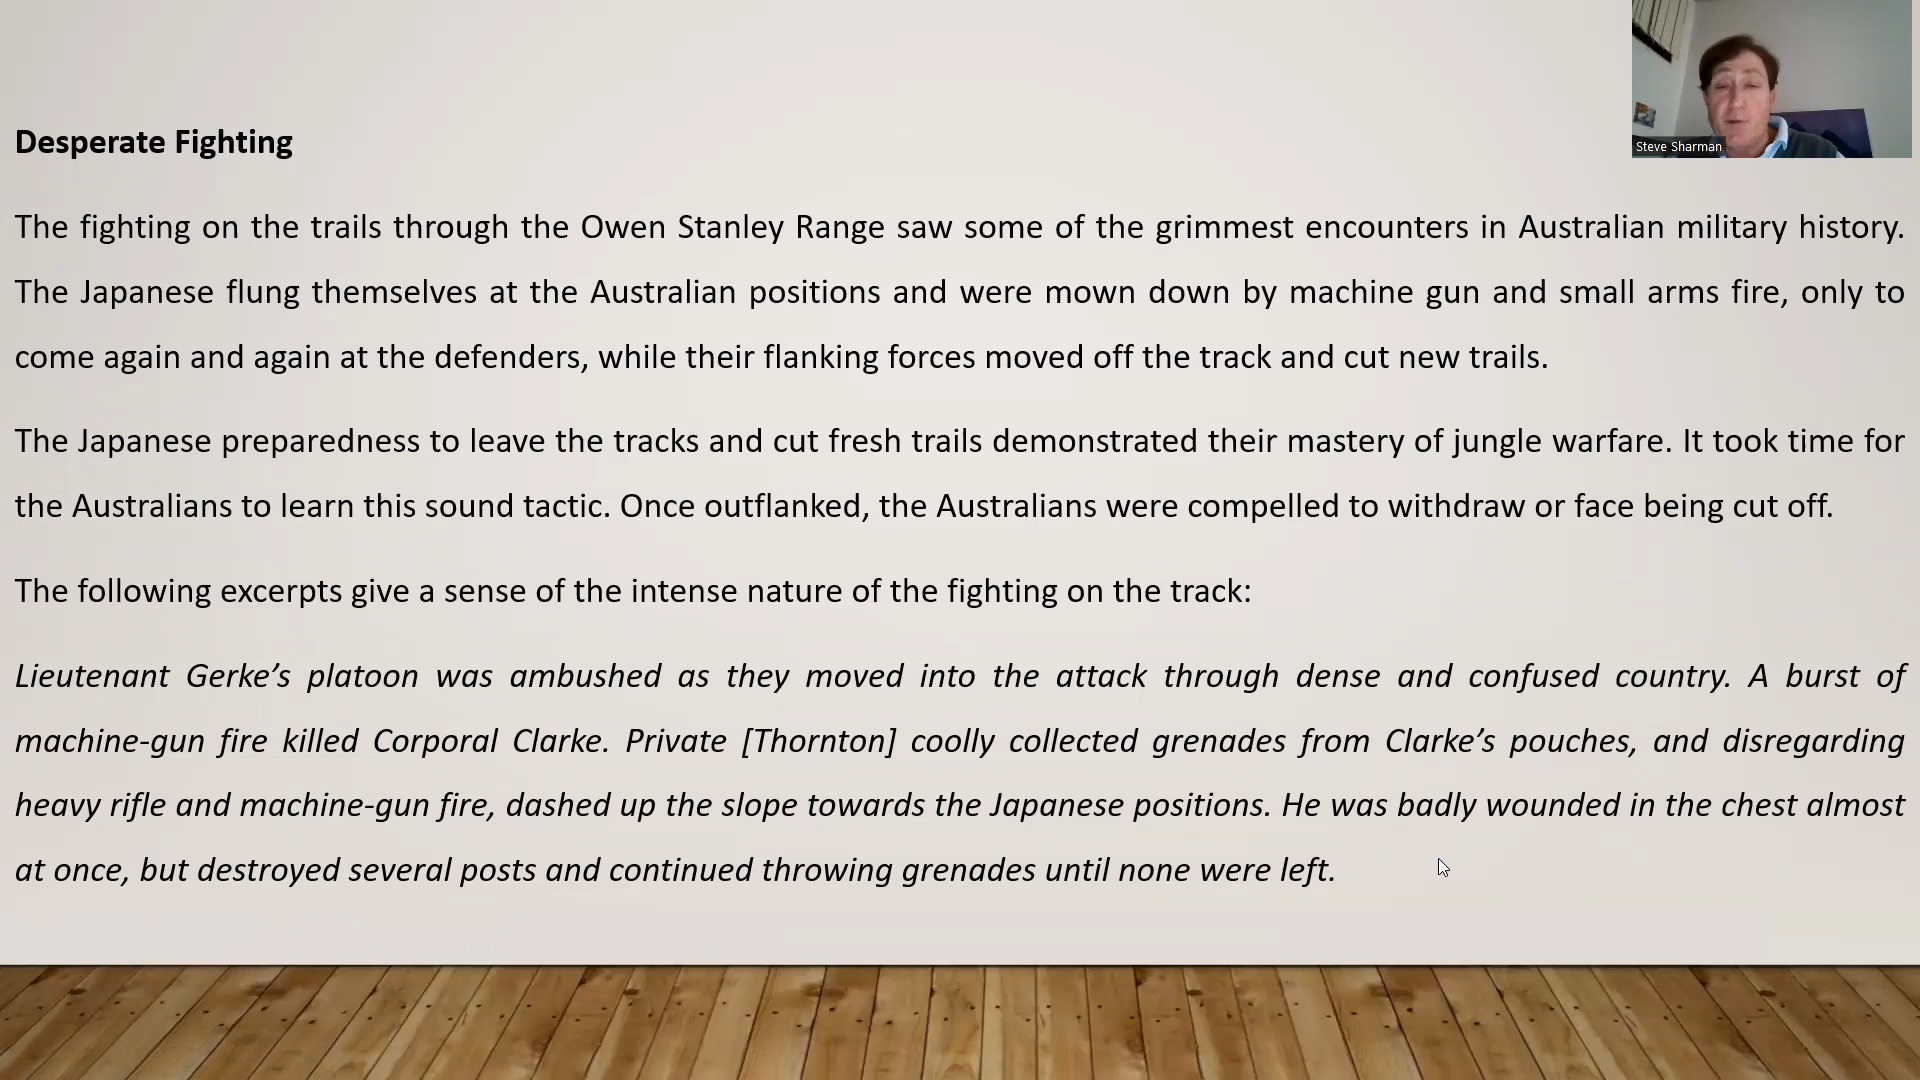 Steve Sharman
Desperate Fighting
The fighting on the trails through the Owen Stanley Range saw some of the grimmest encounters in Australian military history.
The Japanese flung themselves at the Australian positions and were mown down by machine gun and small arms fire, only to
come again and again at the defenders, while their flanking forces moved off the track and cut new trails.
The Japanese preparedness to leave the tracks and cut fresh trails demonstrated their mastery of jungle warfare. It took time for
the Australians to learn this sound tactic. Once outflanked, the Australians were compelled to withdraw or face being cut off.
The following excerpts give a sense of the intense nature of the fighting on the track:
Lieutenant Gerke’s platoon was ambushed as they moved into the attack through dense and confused country. A burst of
machine-gun fire killed Corporal Clarke. Private [Thornton] coolly collected grenades from Clarke’s pouches, and disregarding
heavy rifle and machine-gun fire, dashed up the slope towards the Japanese positions. He was badly wounded in the chest almost
at once, but destroyed several posts and continued throwing grenades until none were left.